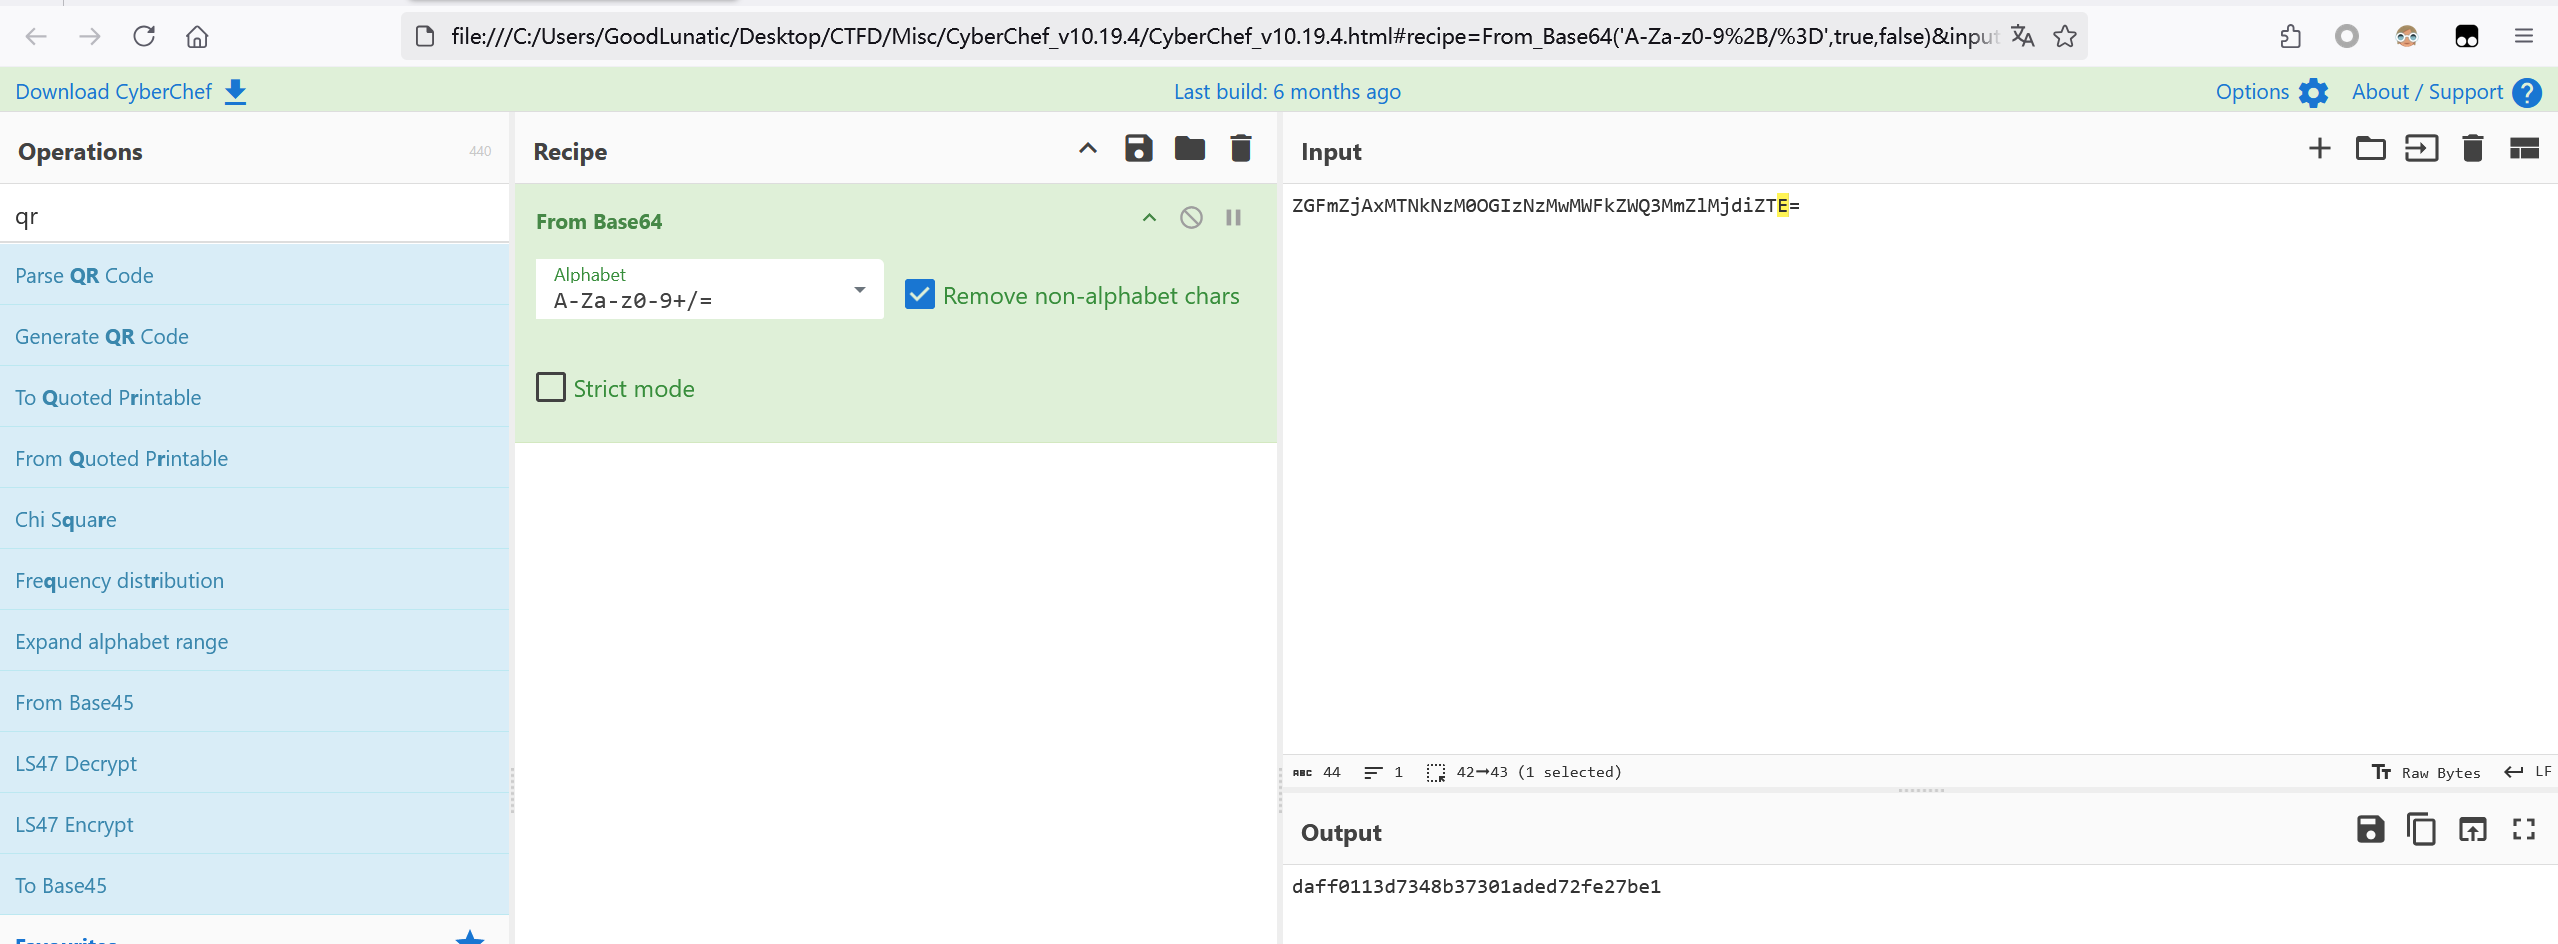 file:///C:/Users/GoodLunatic/Desktop/CTFD/Misc/CyberChef_v10.19.4/CyberChef_v10.19.4.html#recipe=From_Base64('A-Za-z0-9%2B/%3D',true,false)&input
Download CyberChef
Last build: 6 months ago
Options
About / Support
Operations
440
qr
Parse QR Code
Generate QR Code
To Quoted Printable
From Quoted Printable
Chi Square
Frequency distribution
Expand alphabet range
From Base45
LS47 Decrypt
LS47 Encrypt
To Base45
Favourites
Recipe
From Base64
Alphabet
A-Za-z0-9+/=
Remove non-alphabet chars
Strict mode
Input
ZGFmZjAxMTNkNzM0OGIzNzMwMWFkZWQ3MmZlMjdiZTE=
ABC 44
1
42→43 (1 selected)
Tт Raw Bytes
LF
Output
daff0113d7348b37301aded72fe27be1